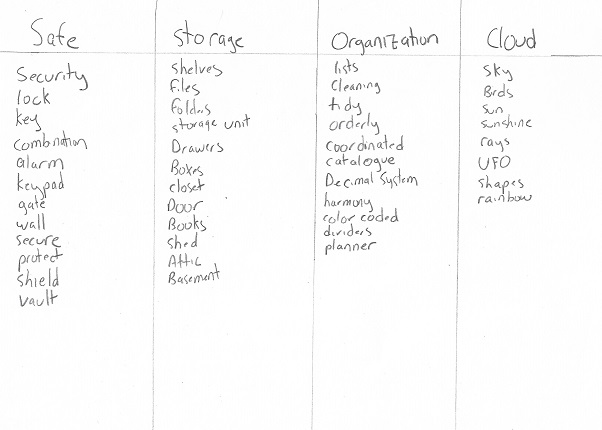 Safe
Security
lock
key
Combination
alarm
keypad
gate
wall
secure
protect
shield
vault
Storage
shelves
files
folders
storage unit
Drawers
Boxes
closet
Door
Books
shed
Attic
Basement
Organization
lists
Cleaning
tidy
orderly
coordinated
catalogue
Decimal System
harmony
color coded
dividers
planner
Cloud
sky
Birds
sun
sunshine
rays
UFO
shapes
rainbow